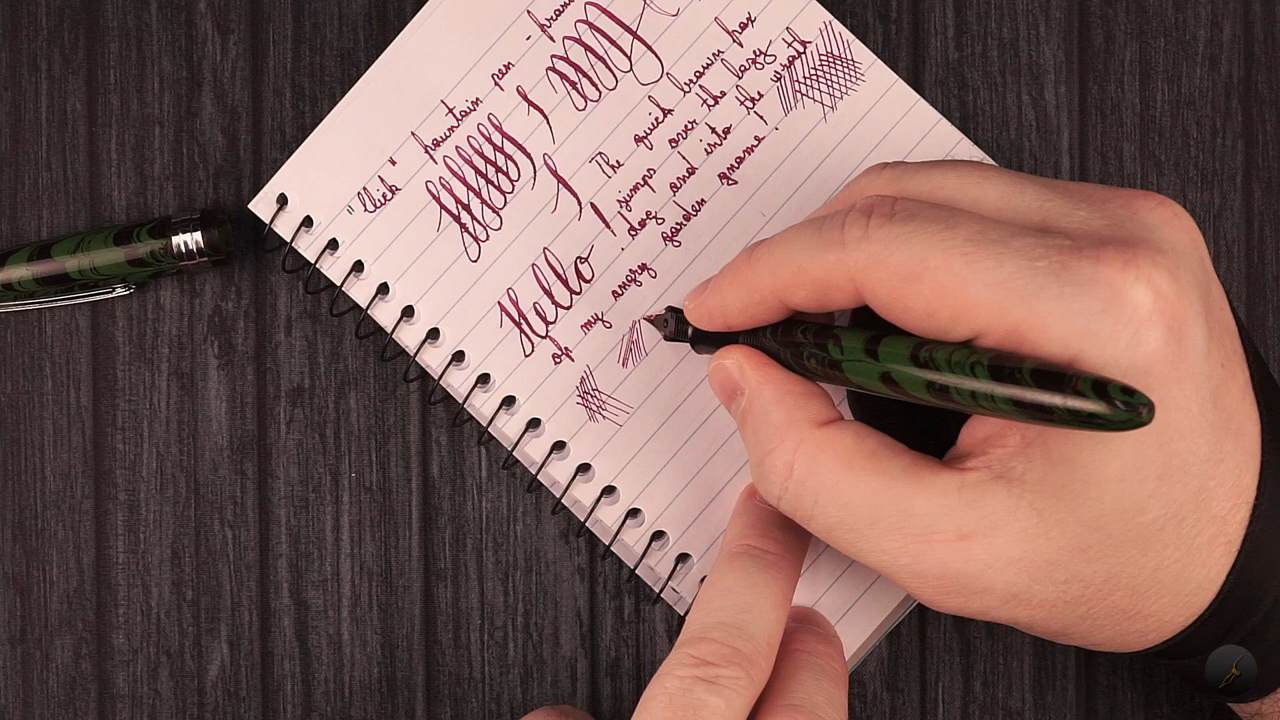 "Click" fountain pen - 
The quick brown fox
jumps over the lazy
dog and into the wrath
Hello
of my angry garden gnome.